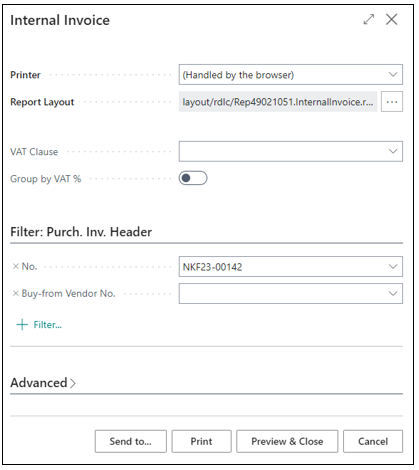 Internal Invoice
Printer
(Handled by the browser)
Report Layout
layout/rdlc/Rep49021051.InternalInvoice.r...
VAT Clause
Group by VAT %
Filter: Purch. Inv. Header
× No.
NKF23-00142
× Buy-from Vendor No.
+ Filter...
Advanced >
Send to... Print Preview & Close Cancel